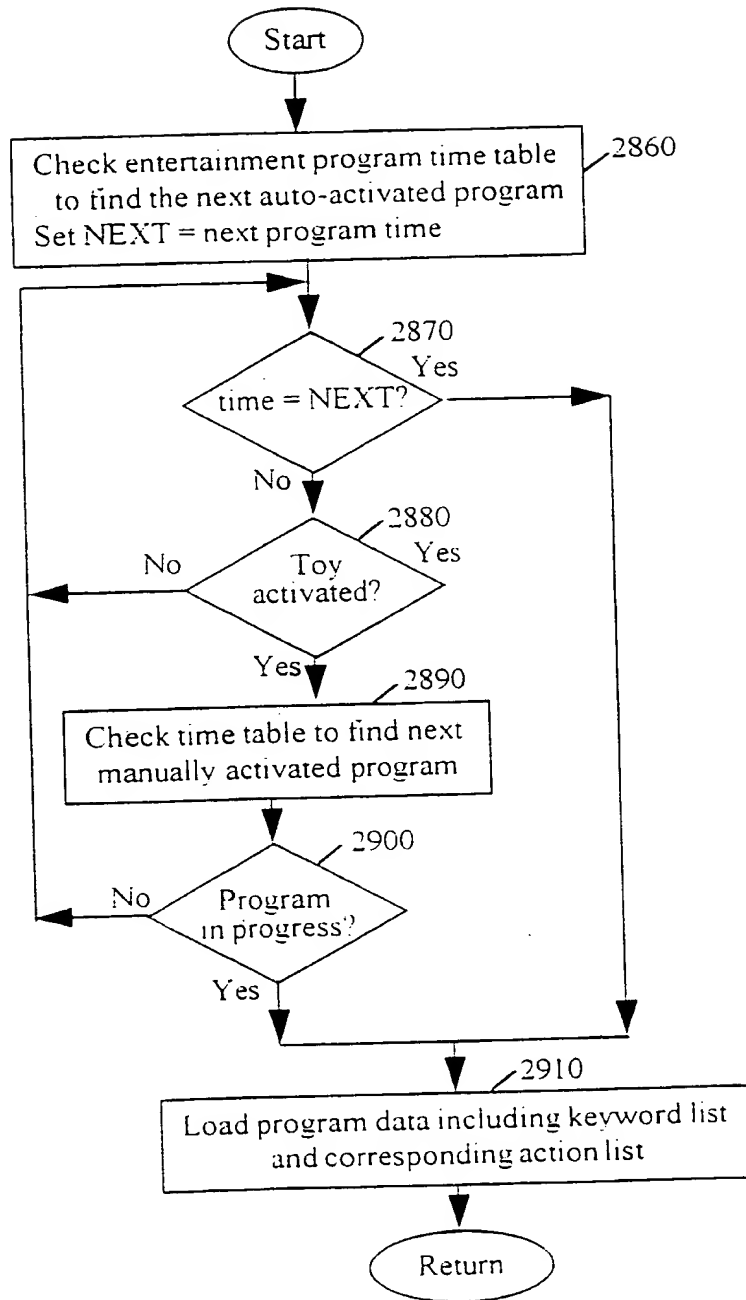 Start
Check entertainment program time table
to find the next auto-activated program
Set NEXT = next program time
2860
2870
Yes
time = NEXT?
No
2880
Yes
No
Toy
activated?
Yes
2890
Check time table to find next
manually activated program
2900
No
Program
in progress?
Yes
2910
Load program data including keyword list
and corresponding action list
Return